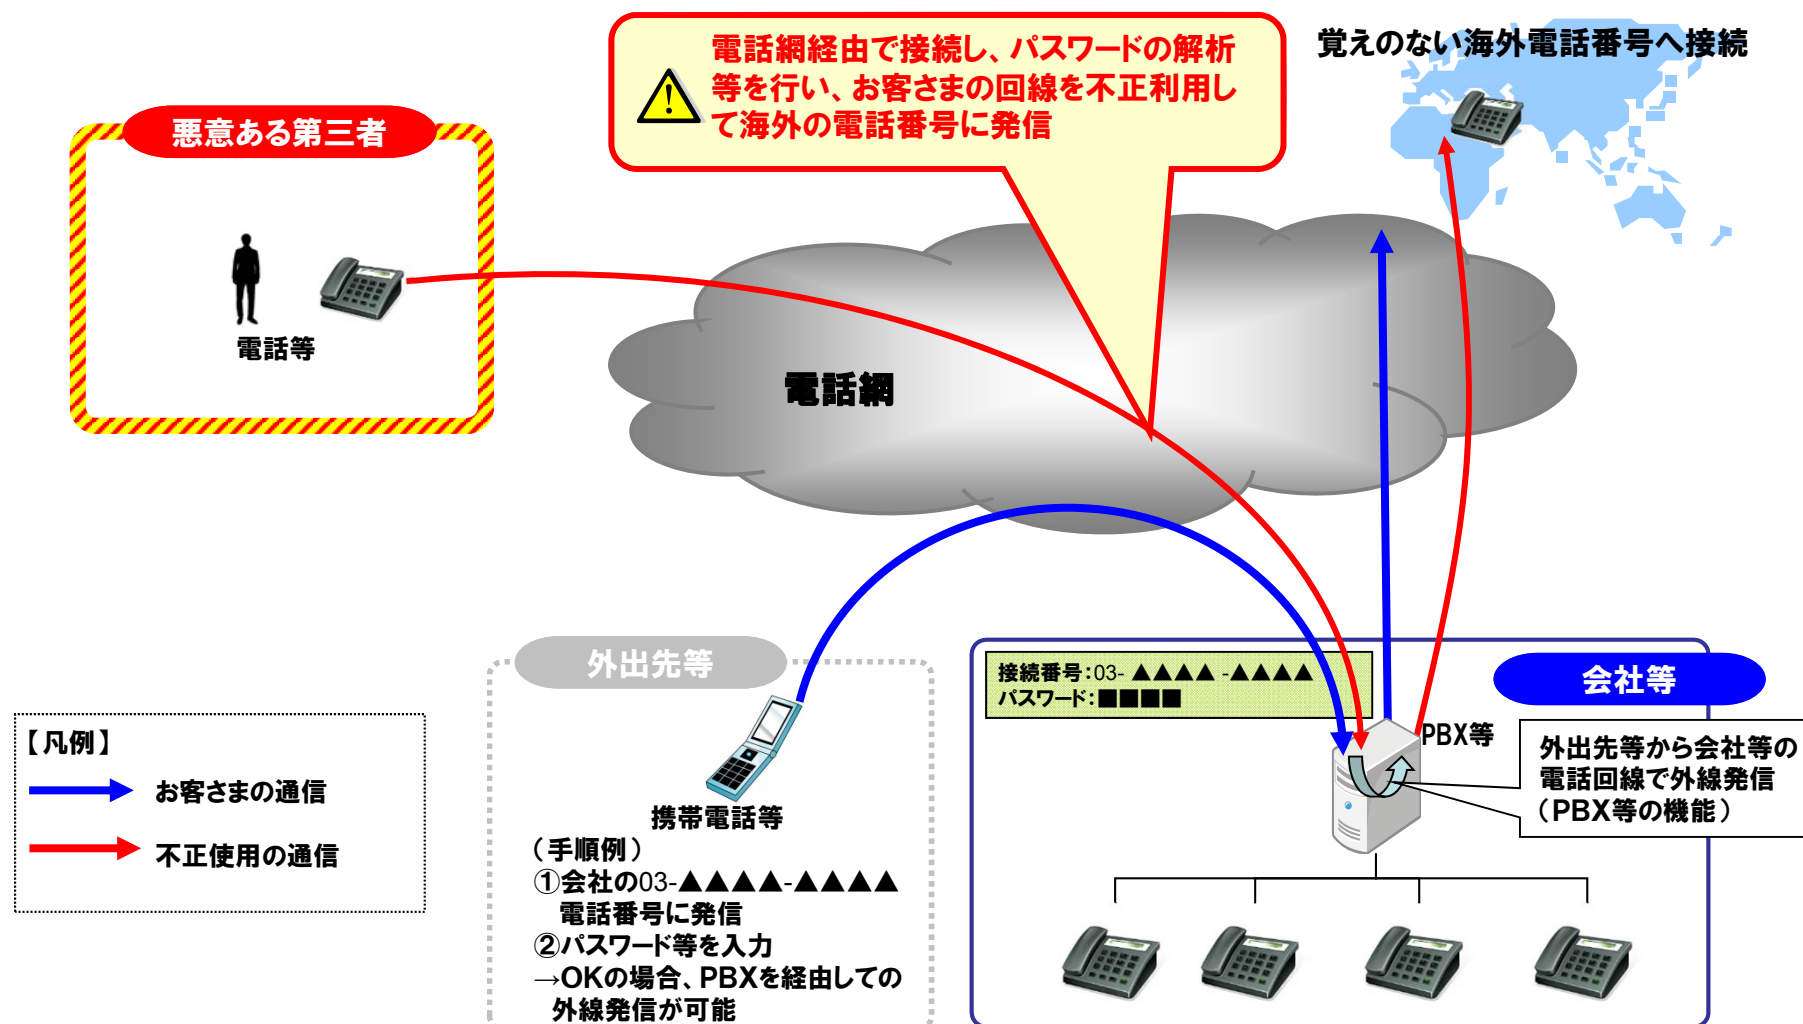 電話網経由で接続し、パスワードの解析
等を行い、お客さまの回線を不正利用し
て海外の電話番号に発信
覚えのない海外電話番号へ接続
悪意ある第三者
電話等
電話網
外出先等
携帯電話等
（手順例）
①会社の03-▲▲▲▲-▲▲▲▲
電話番号に発信
②パスワード等を入力
→OKの場合、PBXを経由しての
外線発信が可能
会社等
接続番号：03- ▲▲▲▲ -▲▲▲▲
パスワード：■■■■
PBX等
外出先等から会社等の
電話回線で外線発信
（PBX等の機能）
【凡例】
お客さまの通信
不正使用の通信